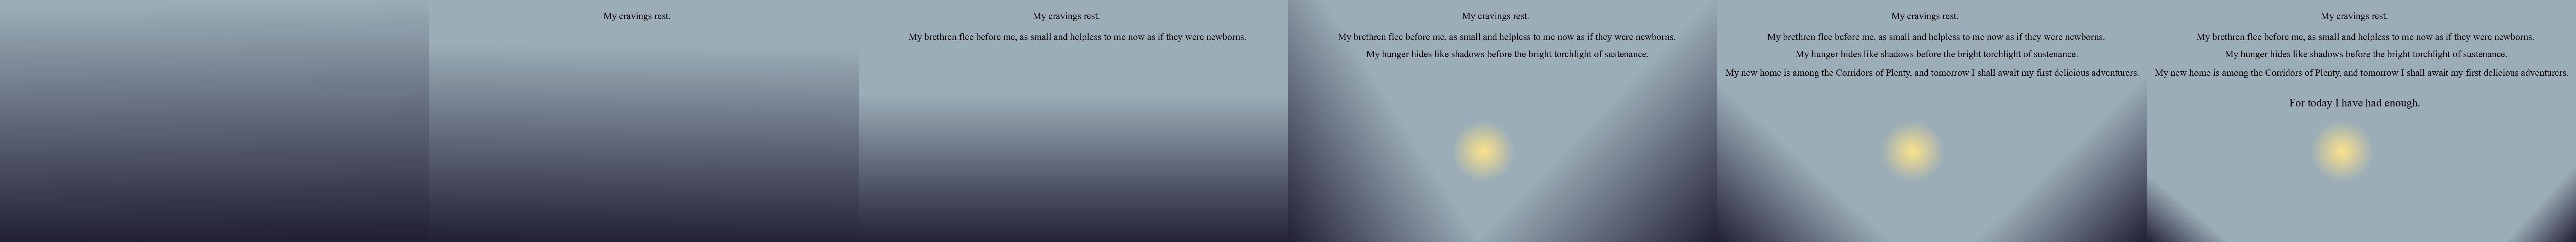 My cravings rest.
My cravings rest.
My brethren flee before me, as small and helpless to me now as if they were newborns.
My cravings rest.
My brethren flee before me, as small and helpless to me now as if they were newborns.
My hunger hides like shadows before the bright torchlight of sustenance.
My cravings rest.
My brethren flee before me, as small and helpless to me now as if they were newborns.
My hunger hides like shadows before the bright torchlight of sustenance.
My new home is among the Corridors of Plenty, and tomorrow I shall await my first delicious adventurers.
My cravings rest.
My brethren flee before me, as small and helpless to me now as if they were newborns.
My hunger hides like shadows before the bright torchlight of sustenance.
My new home is among the Corridors of Plenty, and tomorrow I shall await my first delicious adventurers.
For today I have had enough.